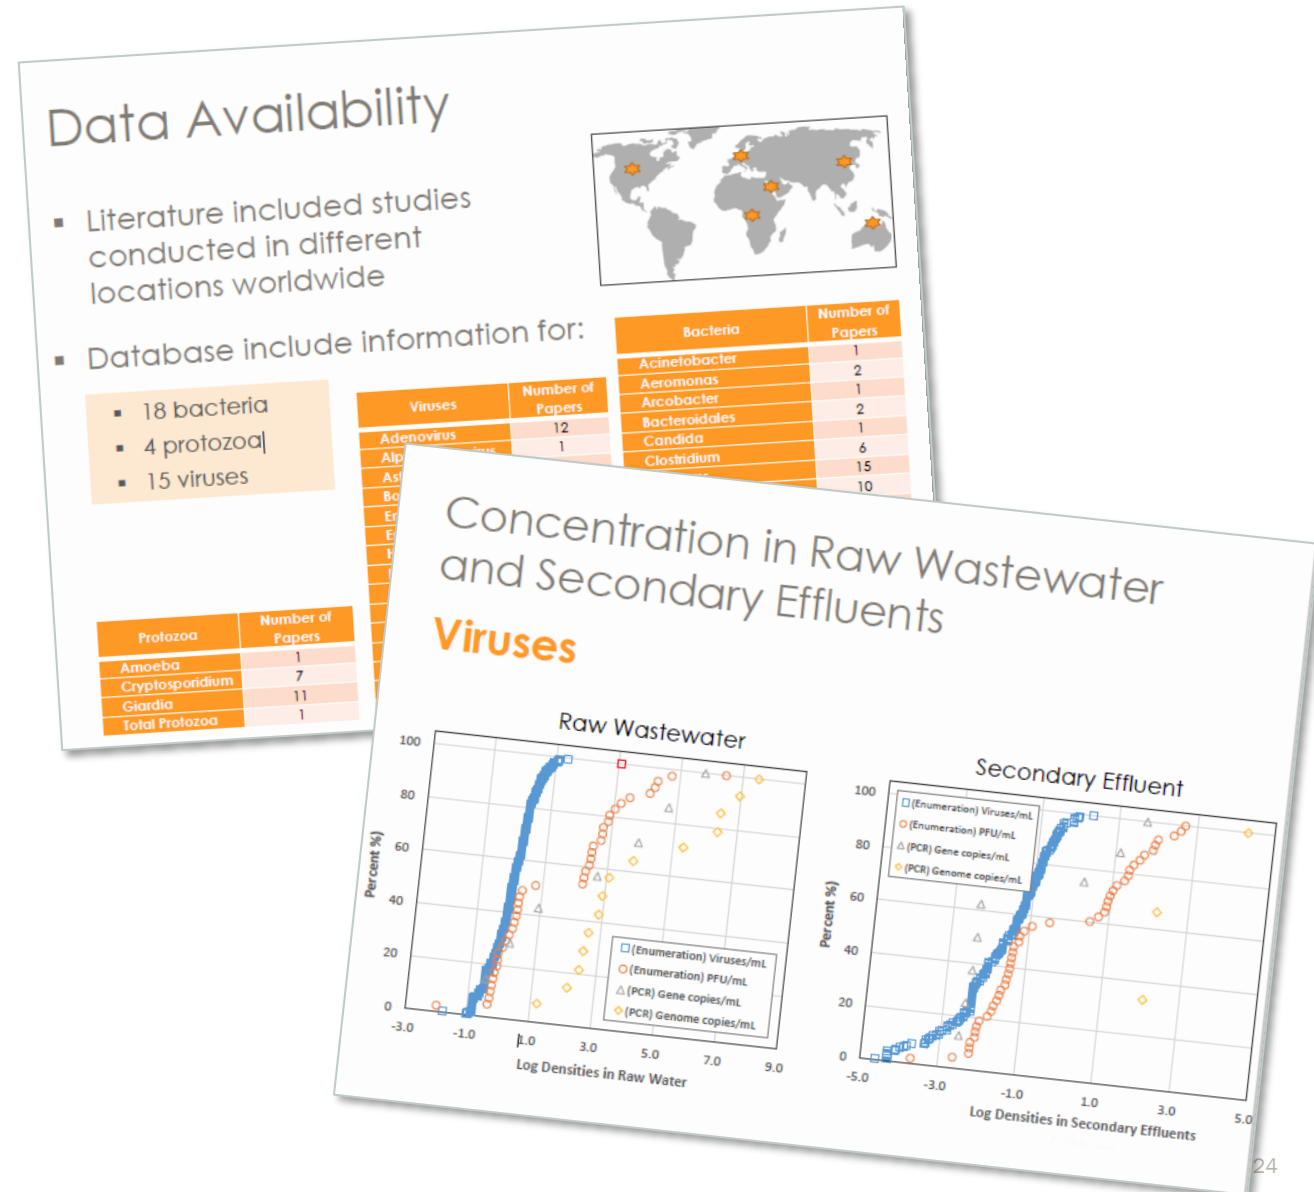 Data Availability
▪ Literature included studies
conducted in different
locations worldwide
▪ Database include information for:
▪ 18 bacteria
▪ 4 protozoa
▪ 15 viruses
Viruses Number of
Papers
Adenovirus 12
1
Bacteria Number of
Papers
Acinetobacter 1
Aeromonas 2
Arcobacter 1
Bacteroidales 2
Candida 1
Clostridium 6
15
10
Protozoa Number of
Papers
Amoeba 1
Cryptosporidium 7
Giardia 11
Total Protozoa 1
Concentration in Raw Wastewater
and Secondary Effluents
Viruses
Raw Wastewater
Percent %)
100
80
60
40
20
0
-3.0 -1.0 1.0 3.0 5.0 7.0 9.0
Log Densities in Raw Water
(Enumeration) Viruses/mL
(Enumeration) PFU/mL
(PCR) Gene copies/mL
(PCR) Genome copies/mL
Secondary Effluent
Percent %)
100
80
60
40
20
0
-5.0 -3.0 -1.0 1.0 3.0 5.0
Log Densities in Secondary Effluents
(Enumeration) Viruses/mL
(Enumeration) PFU/mL
(PCR) Gene copies/mL
(PCR) Genome copies/mL
24